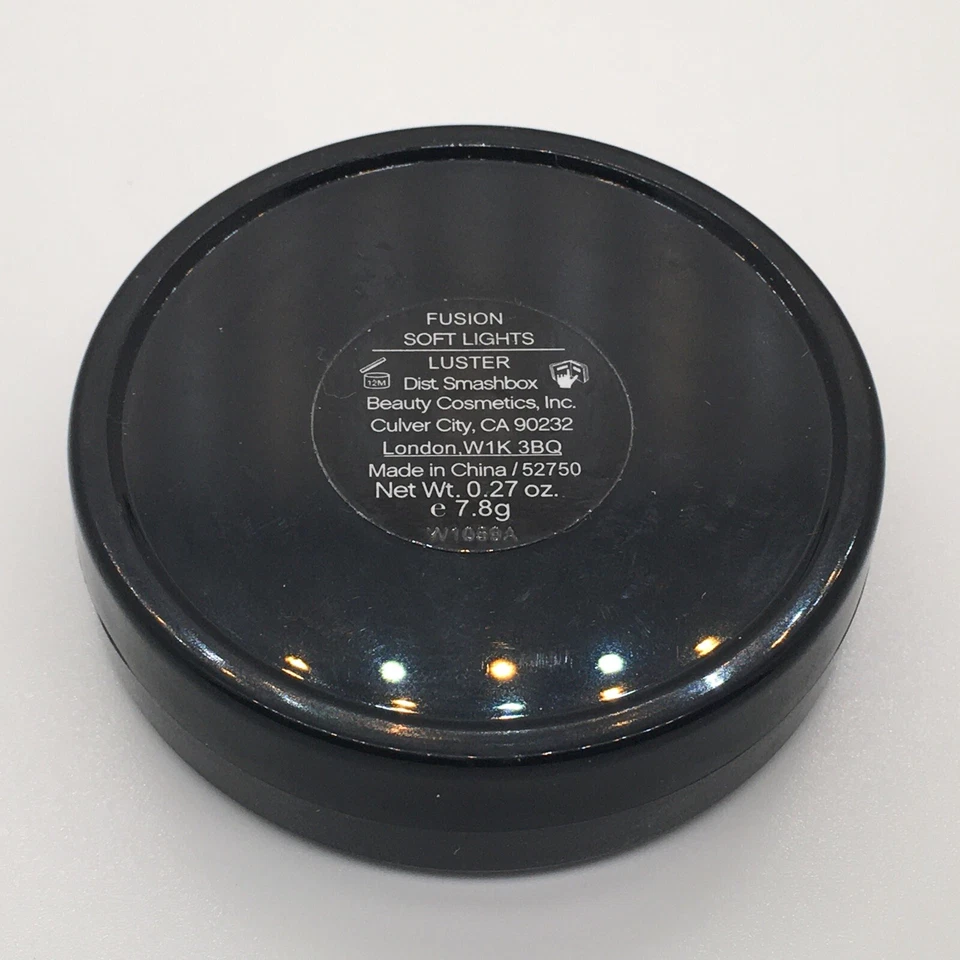 FUSION
SOFT LIGHTS
LUSTER
12M
Dist. Smashbox
Beauty Cosmetics, Inc.
Culver City, CA 90232
London, W1K 3BQ
Made in China / 52750
Net Wt. 0.27 oz.
e 7.8g